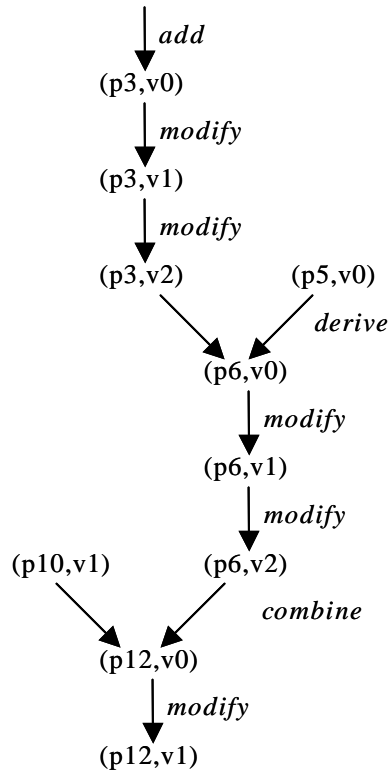 add
(p3,v0)
modify
(p3,v1)
modify
(p3,v2) (p5,v0)
derive
(p6,v0)
modify
(p6,v1)
modify
(p10,v1) (p6,v2)
combine
(p12,v0)
modify
(p12,v1)